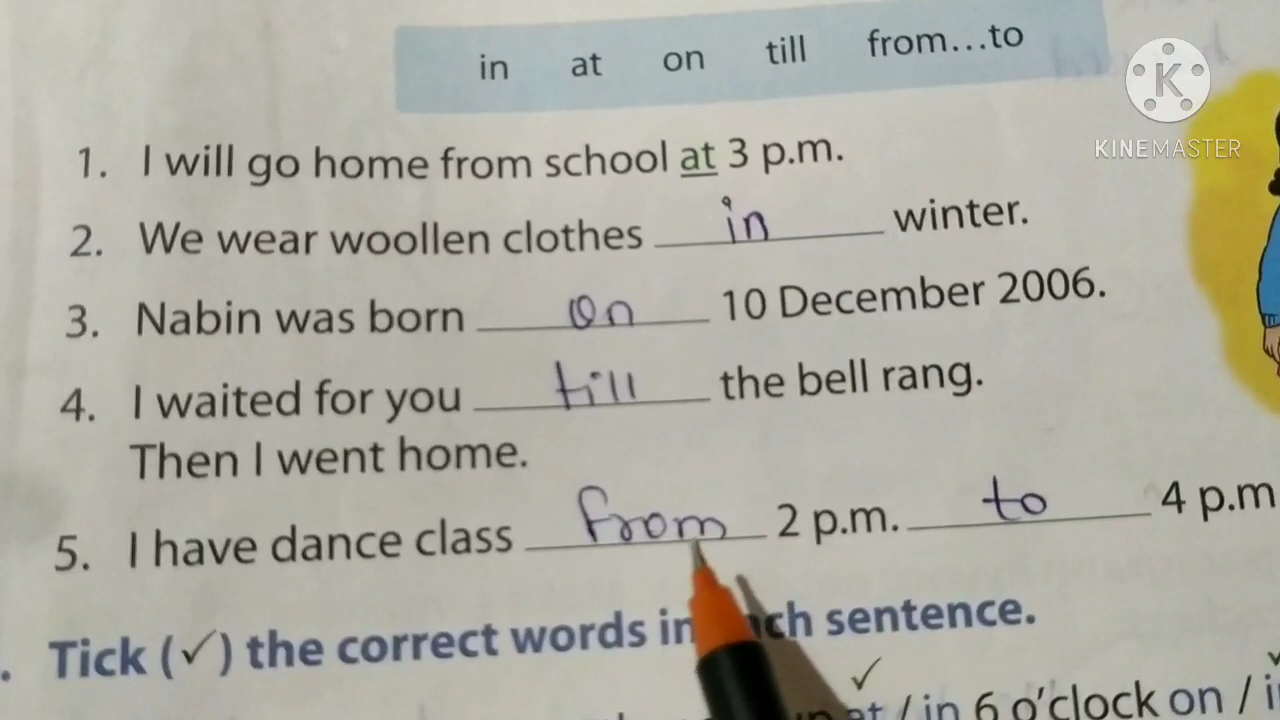 in at on till from...to
KINEMASTER
1. I will go home from school at 3 p.m.
2. We wear woollen clothes in winter.
3. Nabin was born on 10 December 2006.
4. I waited for you till the bell rang.
Then I went home.
5. I have dance class from 2 p.m. to 4 p.m
. Tick (✓) the correct words in sentence.
at / in 6 o'clock on /